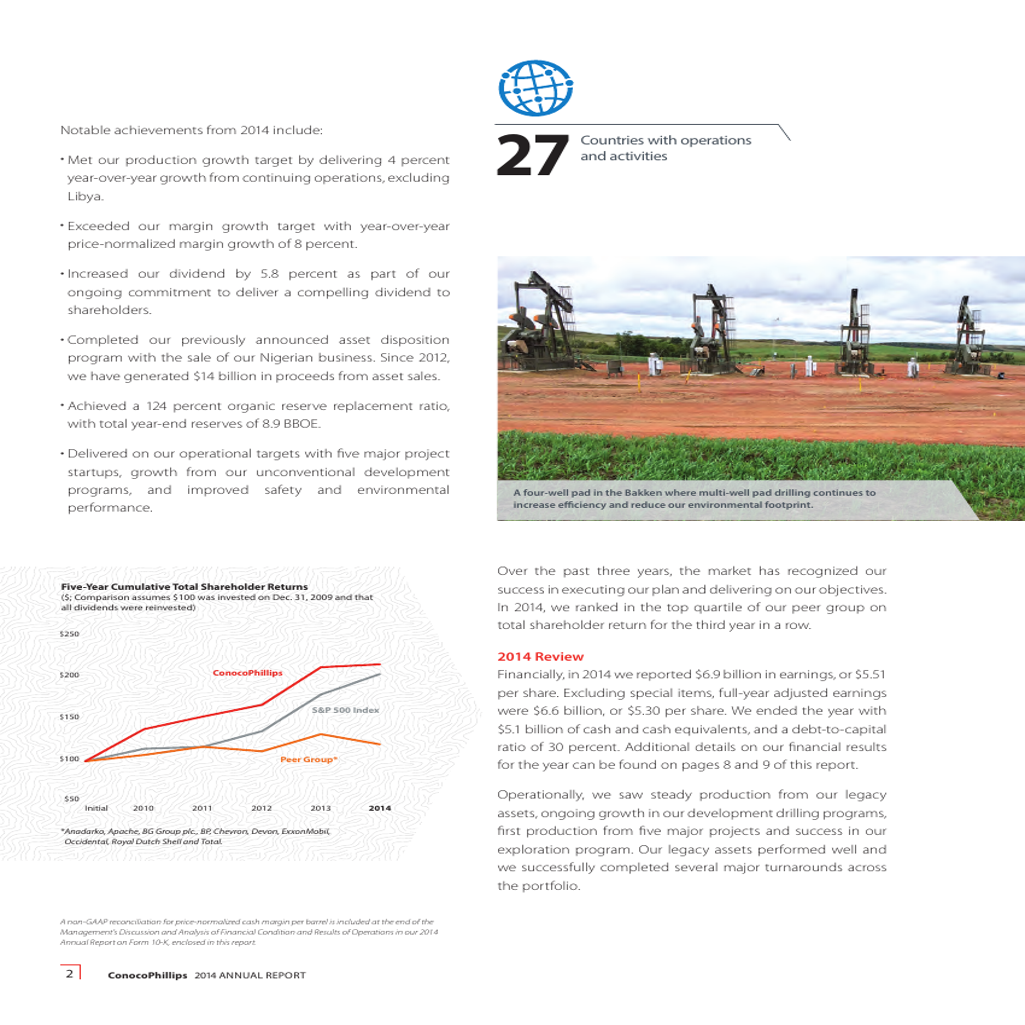 Notable achievements from 2014 include:
• Met our production growth target by delivering 4 percent
year-over-year growth from continuing operations, excluding
Libya.
• Exceeded our margin growth target with year-over-year
price-normalized margin growth of 8 percent.
• Increased our dividend by 5.8 percent as part of our
ongoing commitment to deliver a compelling dividend to
shareholders.
• Completed our previously announced asset disposition
program with the sale of our Nigerian business. Since 2012,
we have generated $14 billion in proceeds from asset sales.
• Achieved a 124 percent organic reserve replacement ratio,
with total year-end reserves of 8.9 BBOE.
• Delivered on our operational targets with five major project
startups, growth from our unconventional development
programs, and improved safety and environmental
performance.
Five-Year Cumulative Total Shareholder Returns
($; Comparison assumes $100 was invested on Dec. 31, 2009 and that
all dividends were reinvested)
$250
$200
$150
$100
$50
ConocoPhillips
S&P 500 Index
Peer Group*
Initial 2010 2011 2012 2013 2014
*Anadarko, Apache, BG Group plc., BP, Chevron, Devon, ExxonMobil,
Occidental, Royal Dutch Shell and Total.
A non-GAAP reconciliation for price-normalized cash margin per barrel is included at the end of the
Management's Discussion and Analysis of Financial Condition and Results of Operations in our 2014
Annual Report on Form 10-K, enclosed in this report.
27 Countries with operations
and activities
A four-well pad in the Bakken where multi-well pad drilling continues to
increase efficiency and reduce our environmental footprint.
Over the past three years, the market has recognized our
success in executing our plan and delivering on our objectives.
In 2014, we ranked in the top quartile of our peer group on
total shareholder return for the third year in a row.
2014 Review
Financially, in 2014 we reported $6.9 billion in earnings, or $5.51
per share. Excluding special items, full-year adjusted earnings
were $6.6 billion, or $5.30 per share. We ended the year with
$5.1 billion of cash and cash equivalents, and a debt-to-capital
ratio of 30 percent. Additional details on our financial results
for the year can be found on pages 8 and 9 of this report.
Operationally, we saw steady production from our legacy
assets, ongoing growth in our development drilling programs,
first production from five major projects and success in our
exploration program. Our legacy assets performed well and
we successfully completed several major turnarounds across
the portfolio.
2 ConocoPhillips 2014 ANNUAL REPORT